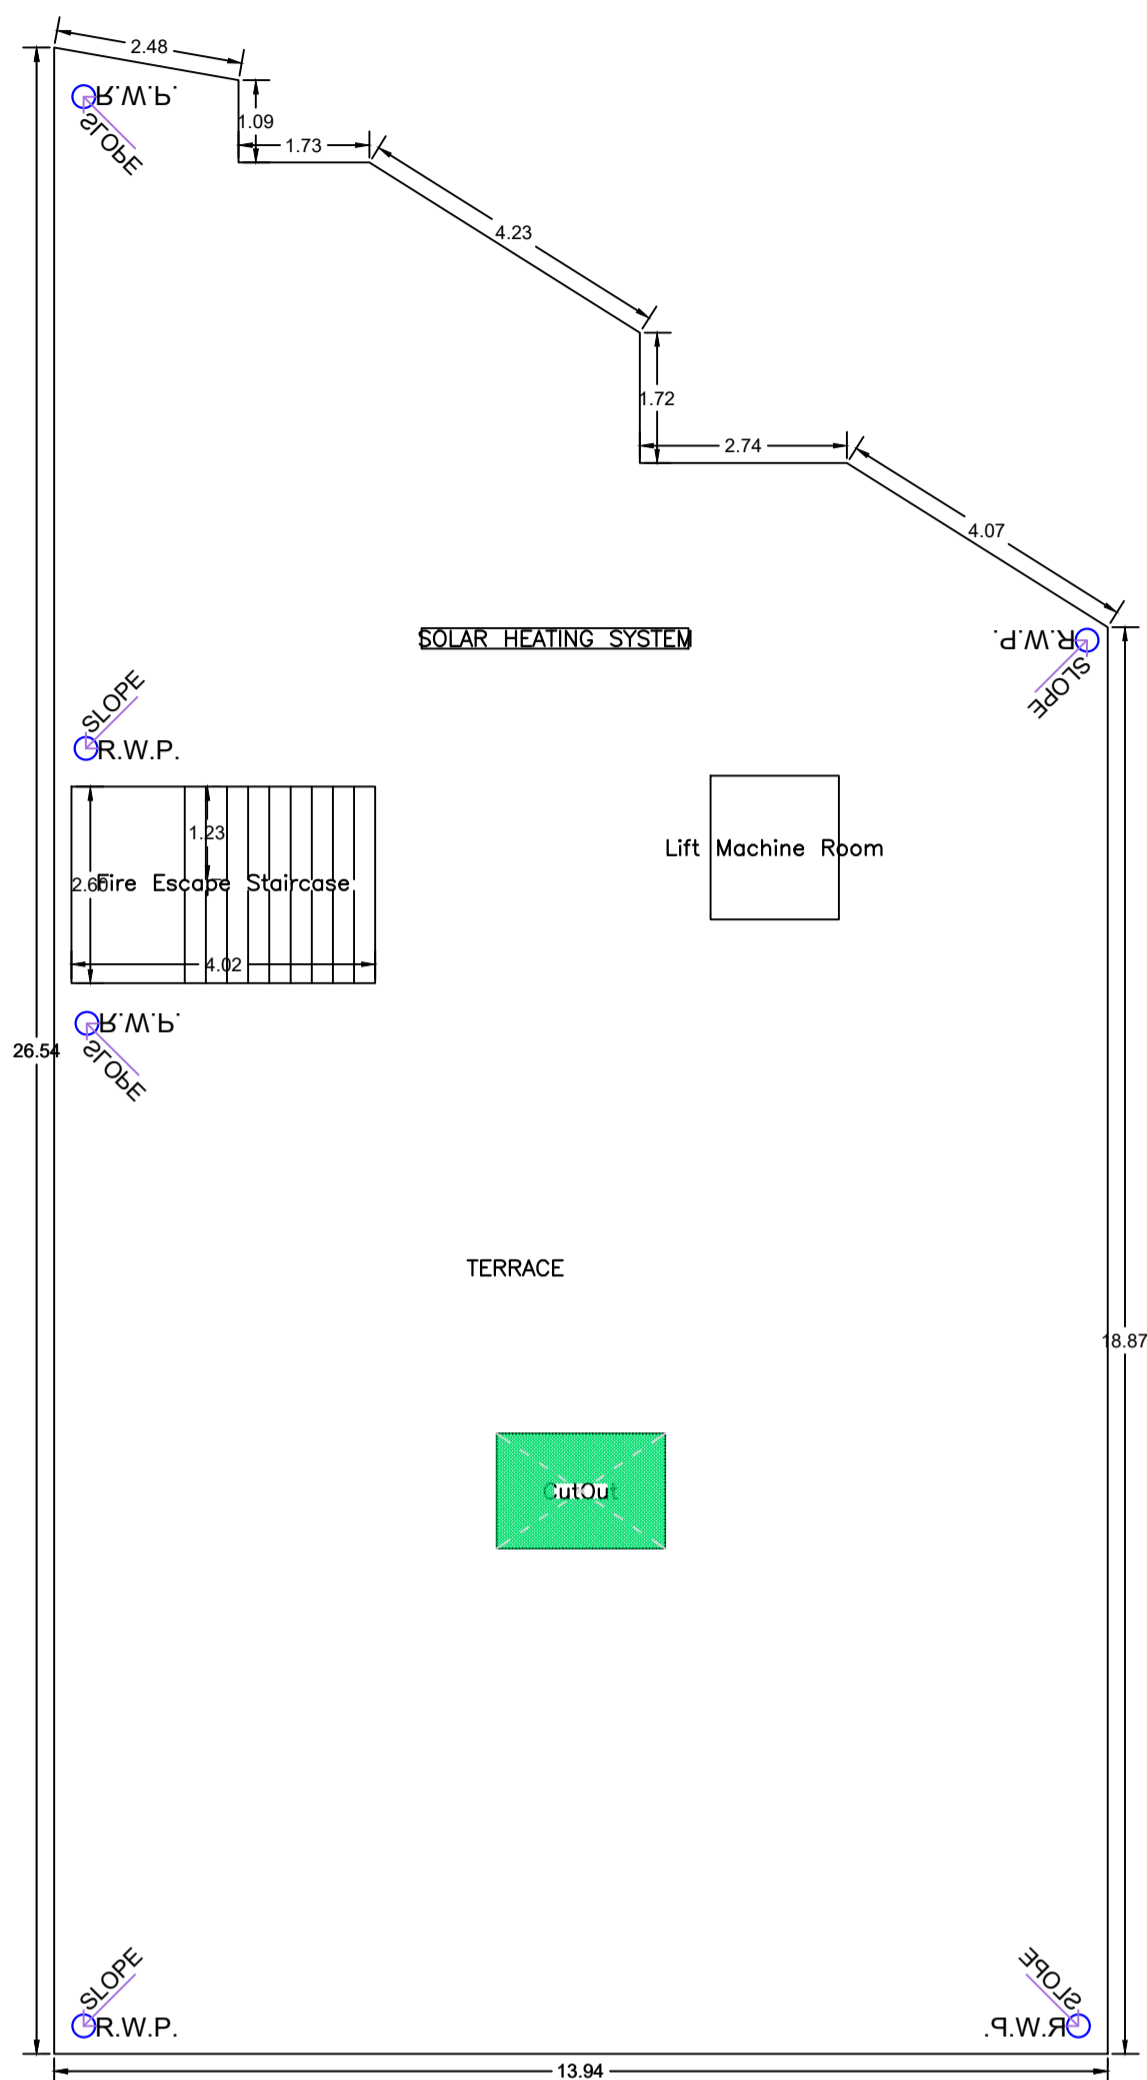 2.48
R.W.P.
SLOPE
1.09
1.73
4.23
1.72
2.74
4.07
SOLAR HEATING SYSTEM
R.W.P.
SLOPE
SLOPE
R.W.P.
1.23
Lift Machine Room
2.60
Fire Escape Staircase
4.02
R.W.P.
SLOPE
26.54
TERRACE
18.87
CutOut
SLOPE
R.W.P.
SLOPE
R.W.P.
13.94